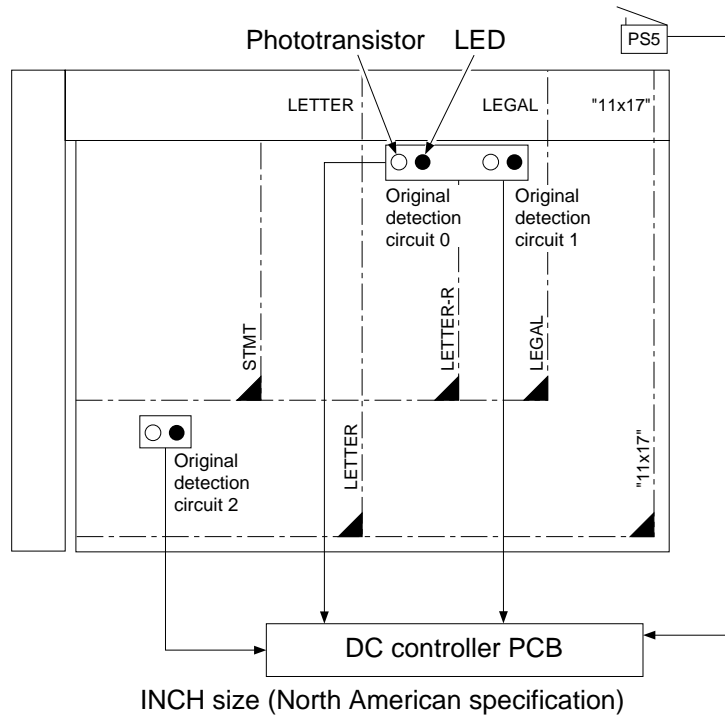 Phototransistor LED
PS5
LETTER LEGAL "11x17"
Original
detection
circuit 0
Original
detection
circuit 1
STMT
LETTER-R
LEGAL
Original
detection
circuit 2
LETTER
"11x17"
DC controller PCB
INCH size (North American specification)